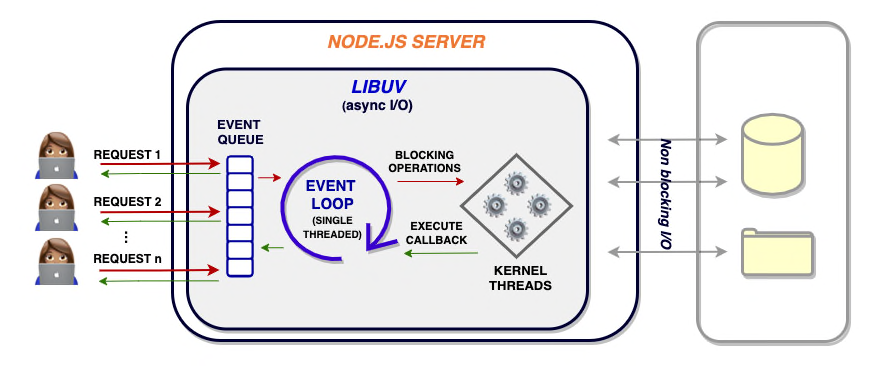 NODE.JS SERVER
LIBUV
(async I/O)
EVENT
QUEUE
REQUEST 1
REQUEST 2
⋮
REQUEST n
EVENT
LOOP
(SINGLE
THREADED)
BLOCKING
OPERATIONS
EXECUTE
CALLBACK
KERNEL
THREADS
Non blocking I/O